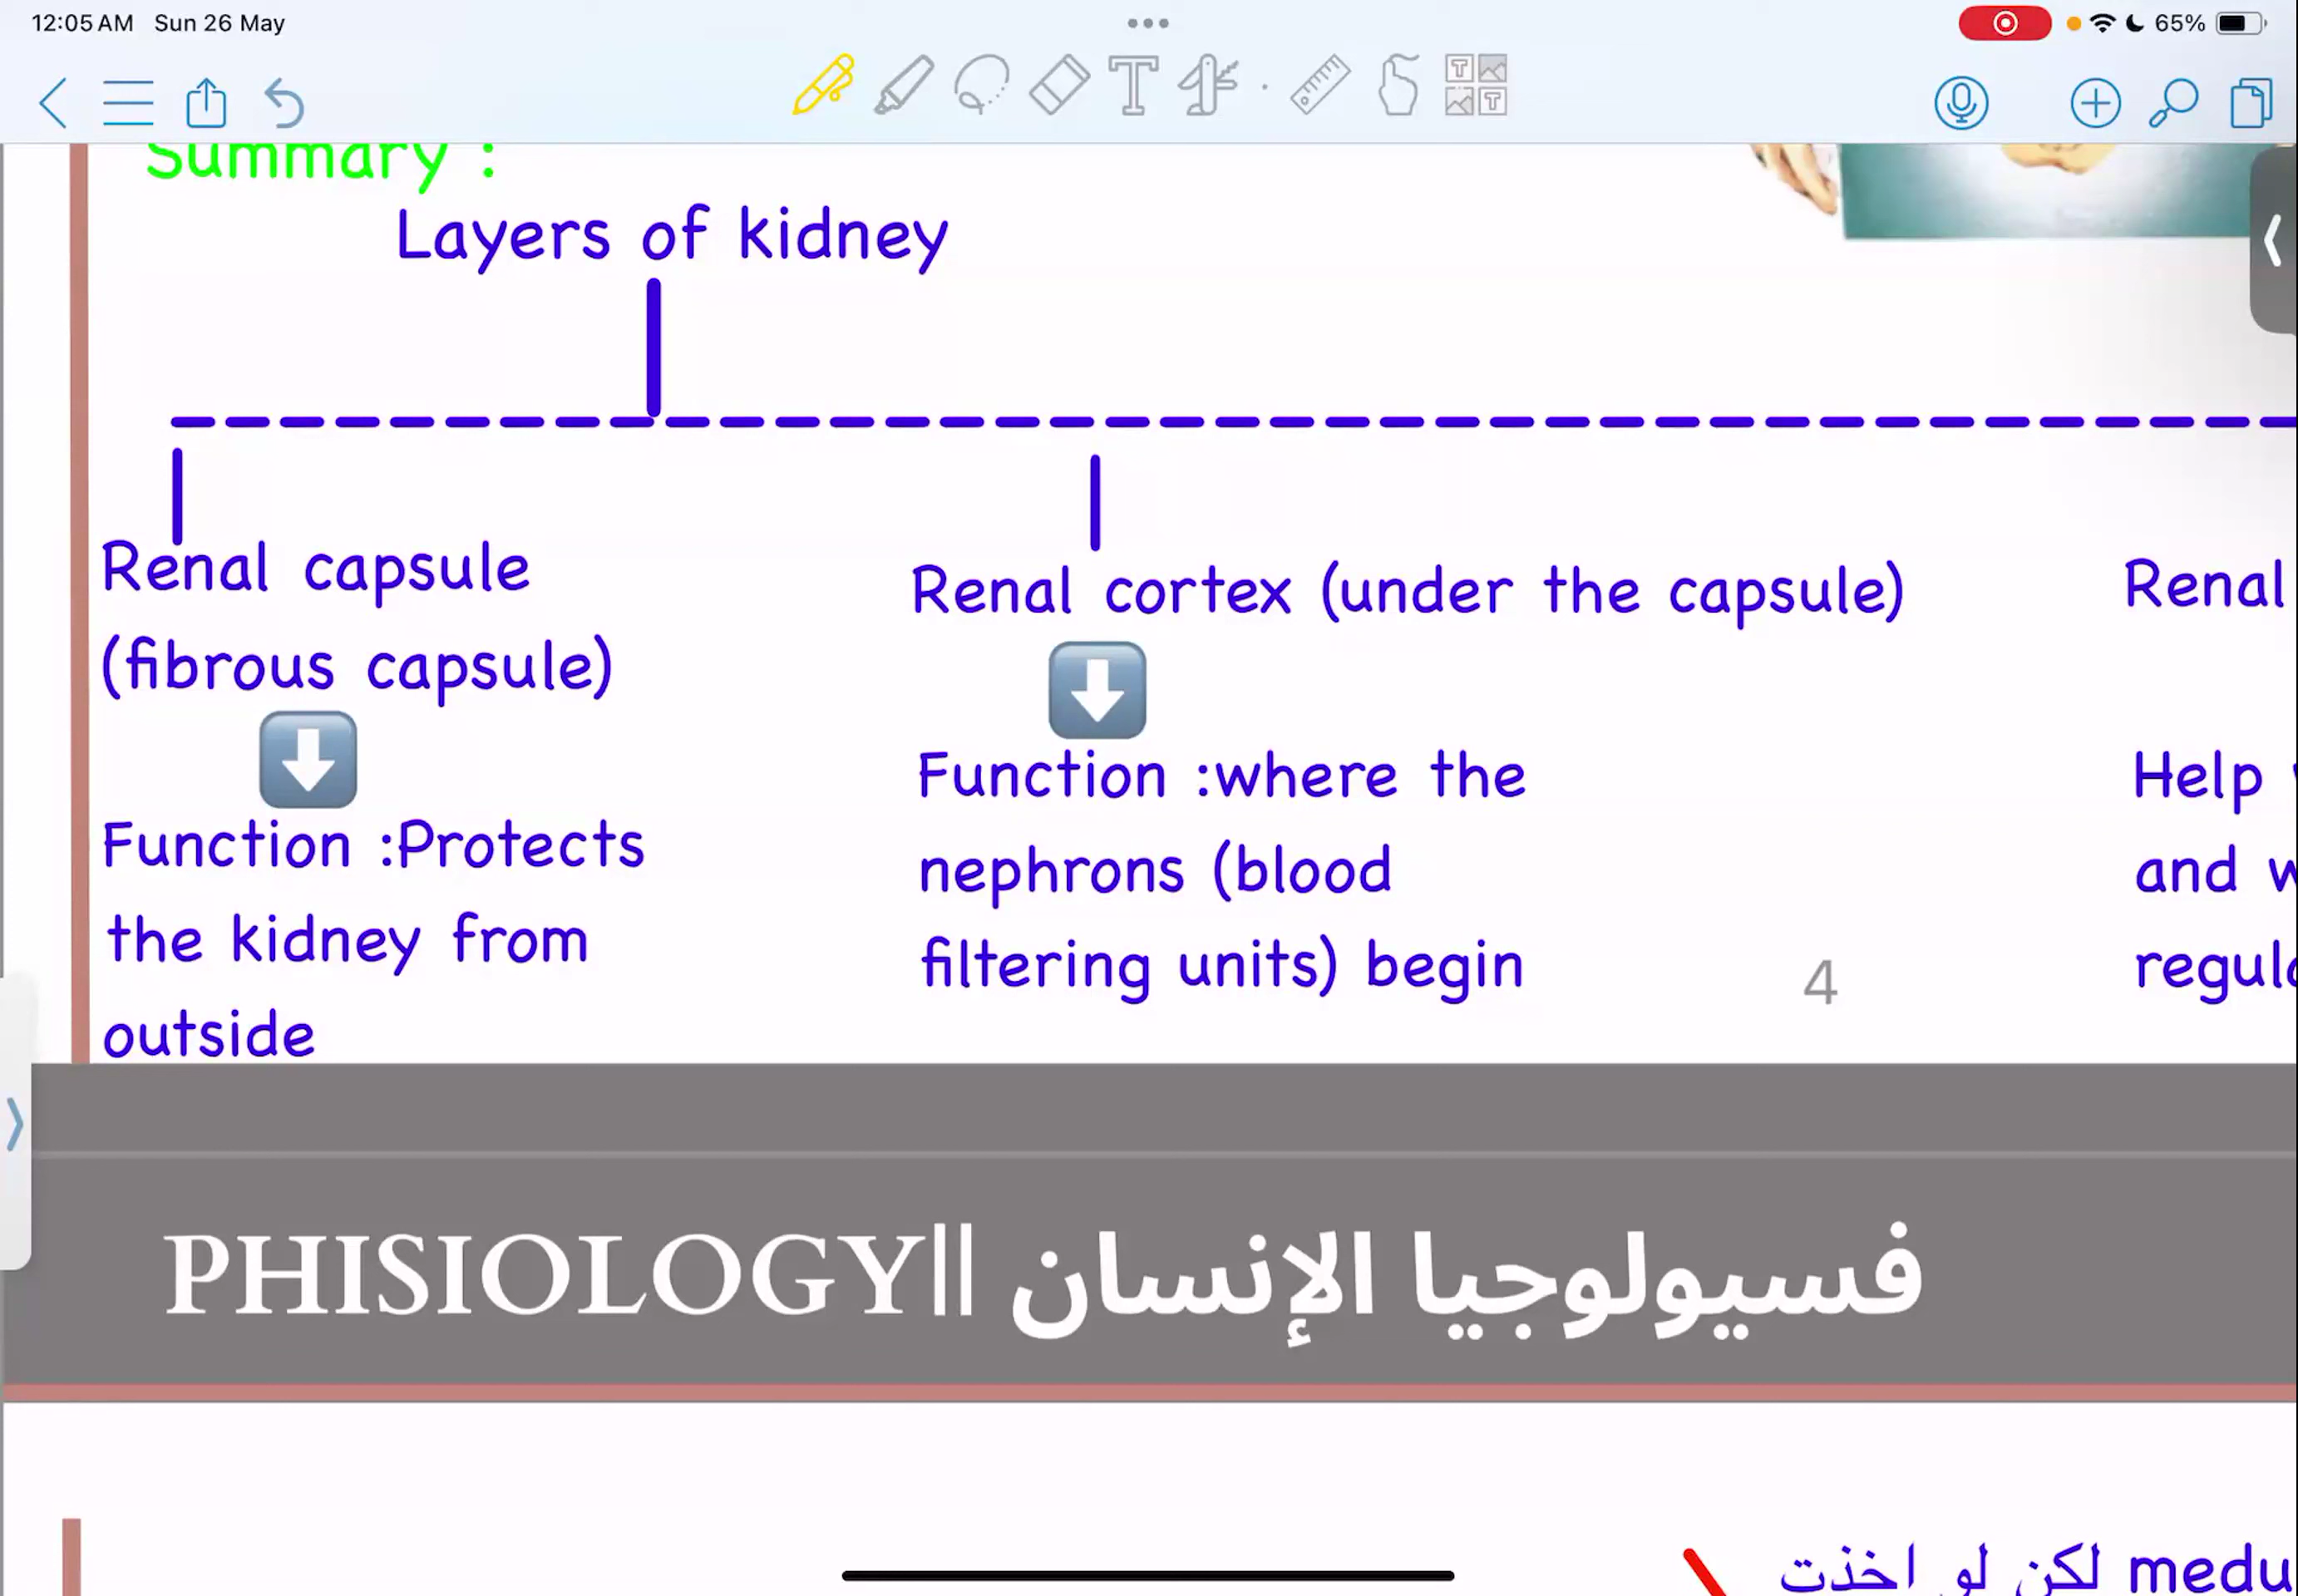 12:05 AM Sun 26 May
65%
Summary :
Layers of kidney
Renal capsule
(fibrous capsule)
Function :Protects
the kidney from
outside
Renal cortex (under the capsule)
Function :where the
nephrons (blood
filtering units) begin
Renal
Help
and
4
PHISIOLOGY|| فسيولوجيا الإنسان
لكن لو اخذت